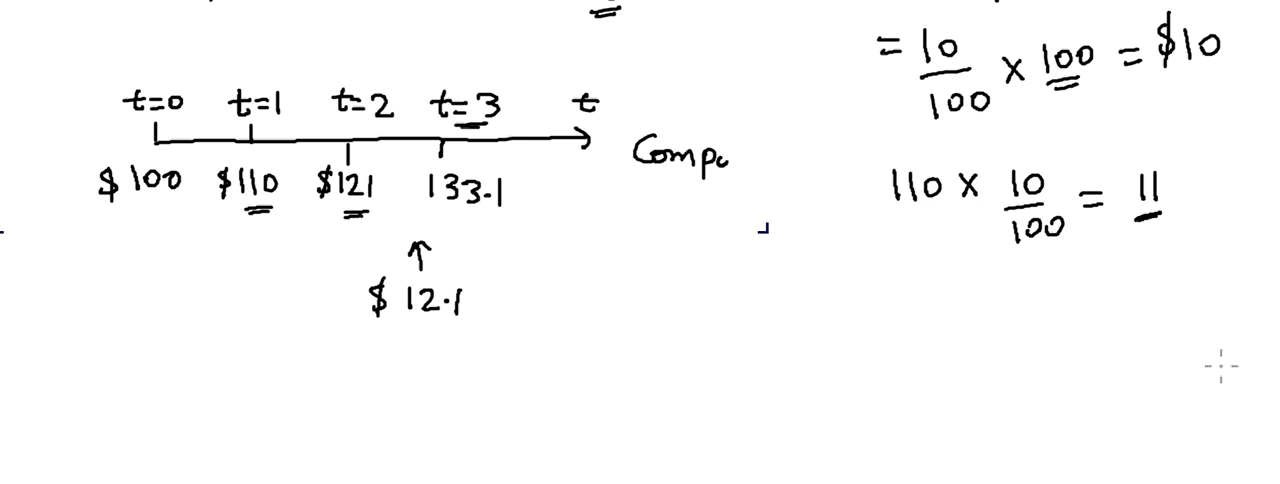 t=0 t=1 t=2 t=3 t
$100 $110 $121 133.1
$12.1
Compo
= 10/100 × 100 = $10
110 × 10/100 = 11